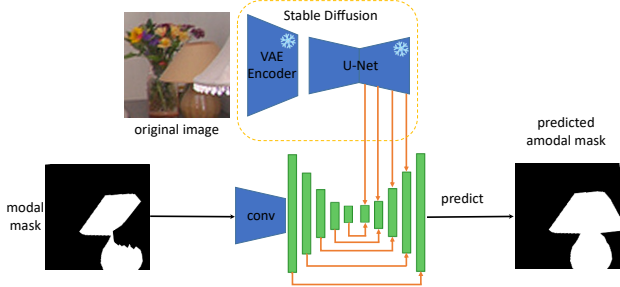 Stable Diffusion
VAE
Encoder
U-Net
original image
predicted
amodal mask
modal
mask
conv
predict